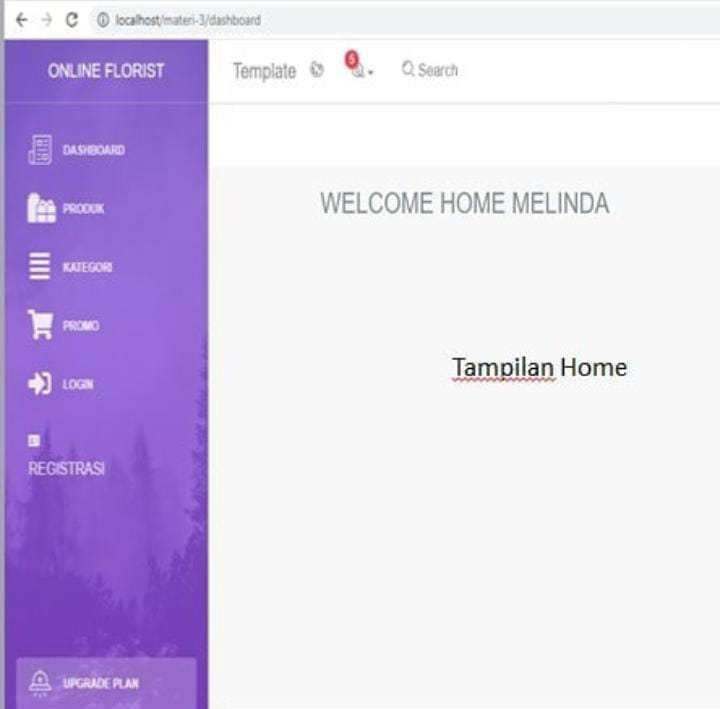 localhost/materi-3/dashboard
ONLINE FLORIST
Template
5
Search
DASHBOARD
PRODUK
KATEGORI
PROMO
LOGIN
REGISTRASI
UPGRADE PLAN
WELCOME HOME MELINDA
Tampilan Home